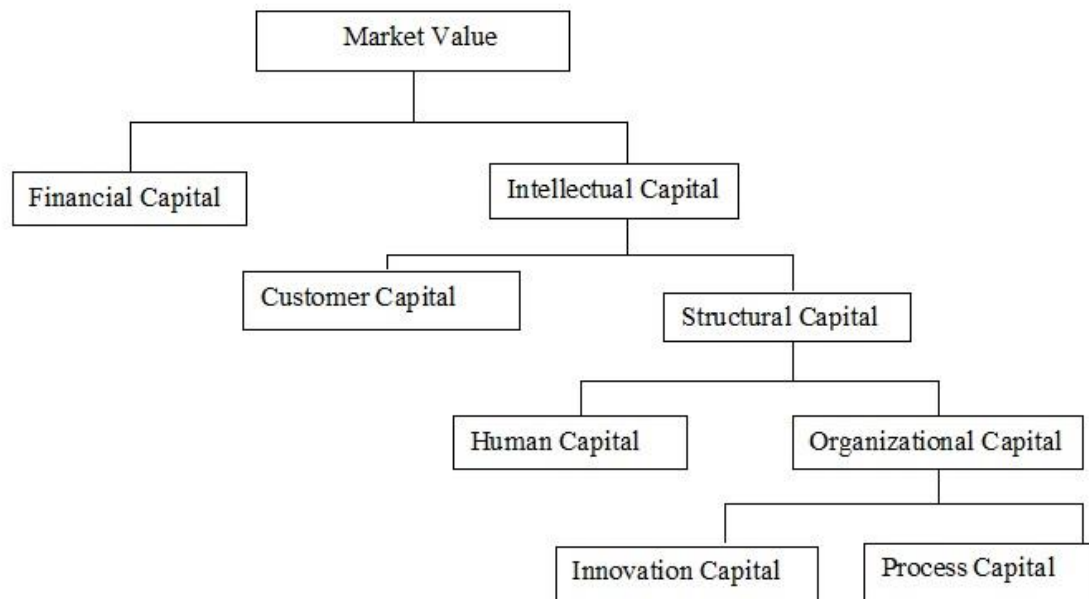 Market Value
Financial Capital
Intellectual Capital
Customer Capital
Structural Capital
Human Capital
Organizational Capital
Innovation Capital
Process Capital